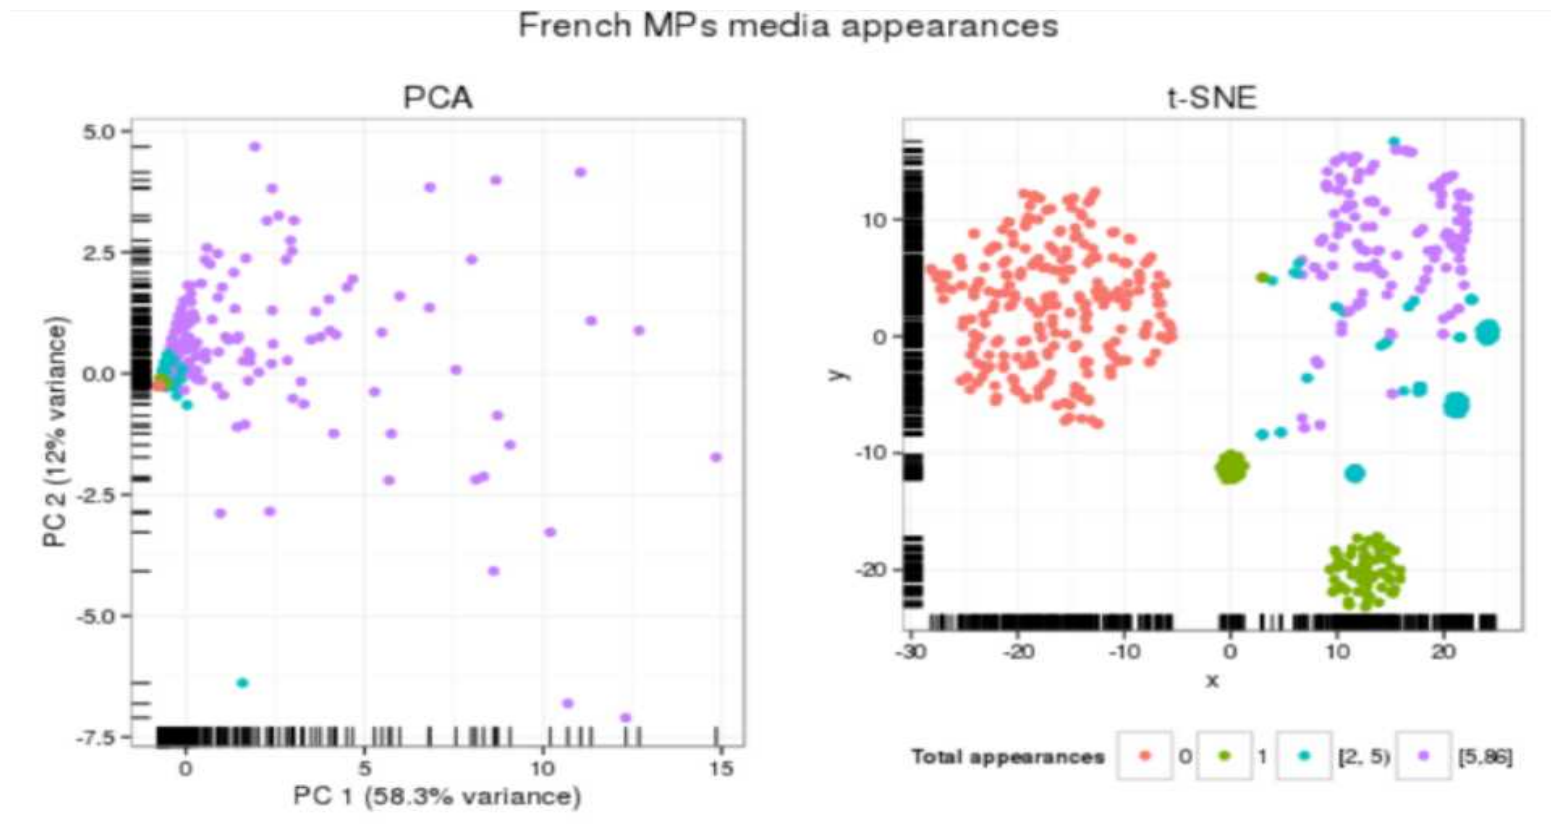 French MPs media appearances
PCA
t-SNE
5.0
2.5
0.0
-2.5
-5.0
-7.5
PC 2 (12% variance)
0
5
10
15
PC 1 (58.3% variance)
10
0
-10
-20
y
-30
-20
-10
0
10
20
x
Total appearances 0 1 [2, 5) [5,86]